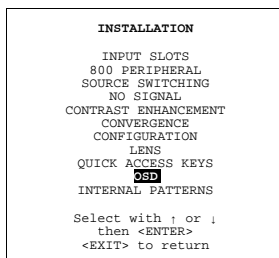 INSTALLATION
INPUT SLOTS
800 PERIPHERAL
SOURCE SWITCHING
NO SIGNAL
CONTRAST ENHANCEMENT
CONVERGENCE
CONFIGURATION
LENS
QUICK ACCESS KEYS
OSD
INTERNAL PATTERNS
Select with ↑ or ↓
then <ENTER>
<EXIT> to return